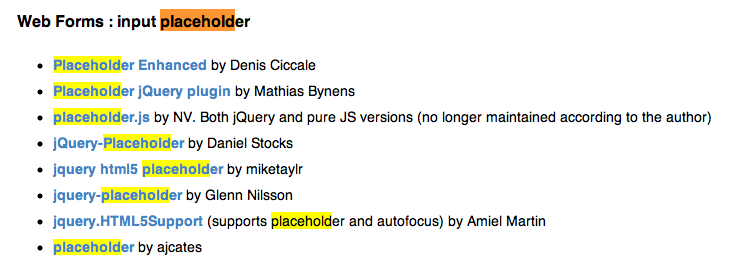 Web Forms : input placeholder
• Placeholder Enhanced by Denis Ciccale
• Placeholder jQuery plugin by Mathias Bynens
• placeholder.js by NV. Both jQuery and pure JS versions (no longer maintained according to the author)
• jQuery-Placeholder by Daniel Stocks
• jquery html5 placeholder by miketaylr
• jquery-placeholder by Glenn Nilsson
• jquery.HTML5Support (supports placeholder and autofocus) by Amiel Martin
• placeholder by ajcates